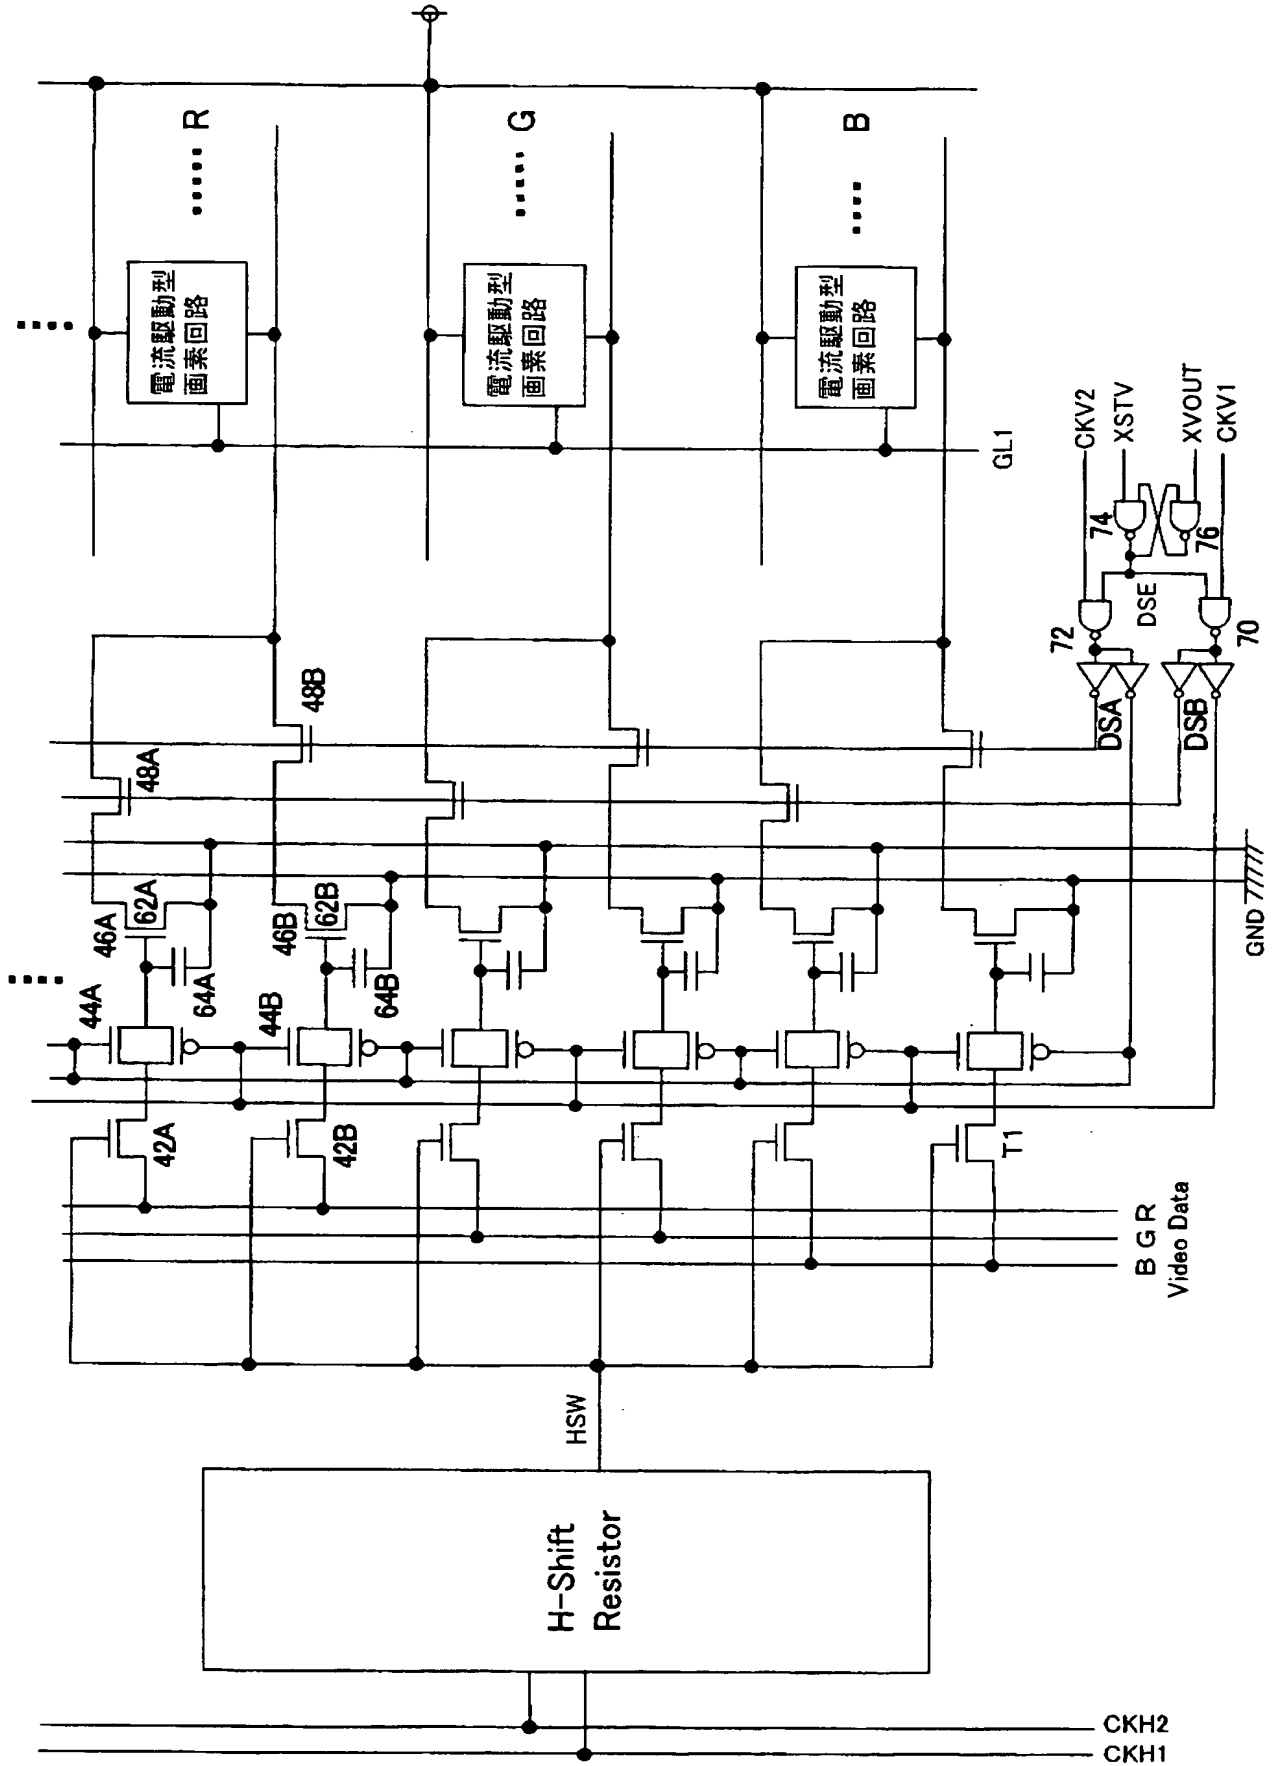 CKH1
CKH2
H-Shift
Resistor
HSW
B G R
Video Data
42A
42B
T1
44A
44B
64A
64B
46A
46B
62A
62B
48A
48B
GND
DSA
DSB
72
70
DSE
74
76
CKV2
XSTV
XVOUT
CKV1
GL1
電流駆動型
画素回路
電流駆動型
画素回路
電流駆動型
画素回路
R
G
B